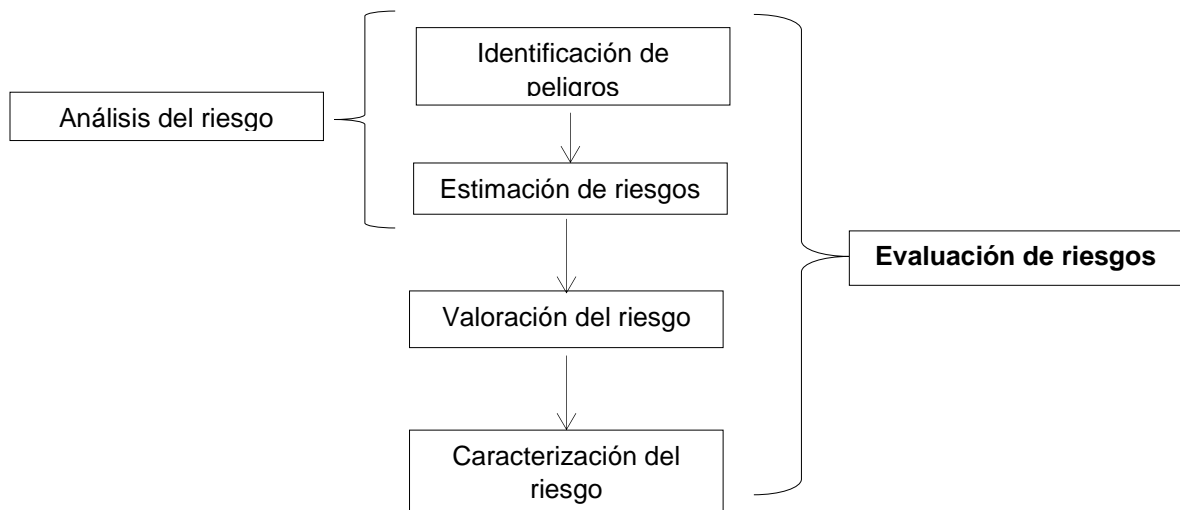 Identificación de
peligros
Análisis del riesgo
Estimación de riesgos
Evaluación de riesgos
Valoración del riesgo
Caracterización del
riesgo